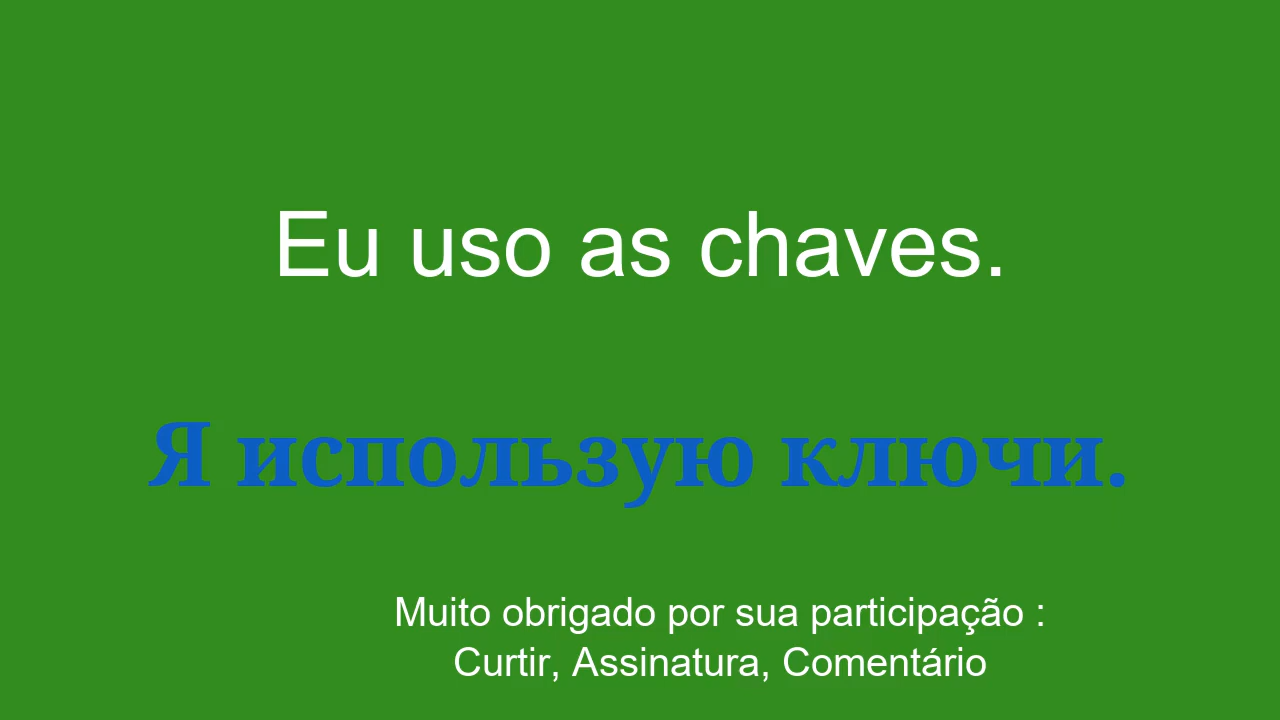 Eu uso as chaves.
Я использую ключи.
Muito obrigado por sua participação :
Curtir, Assinatura, Comentário